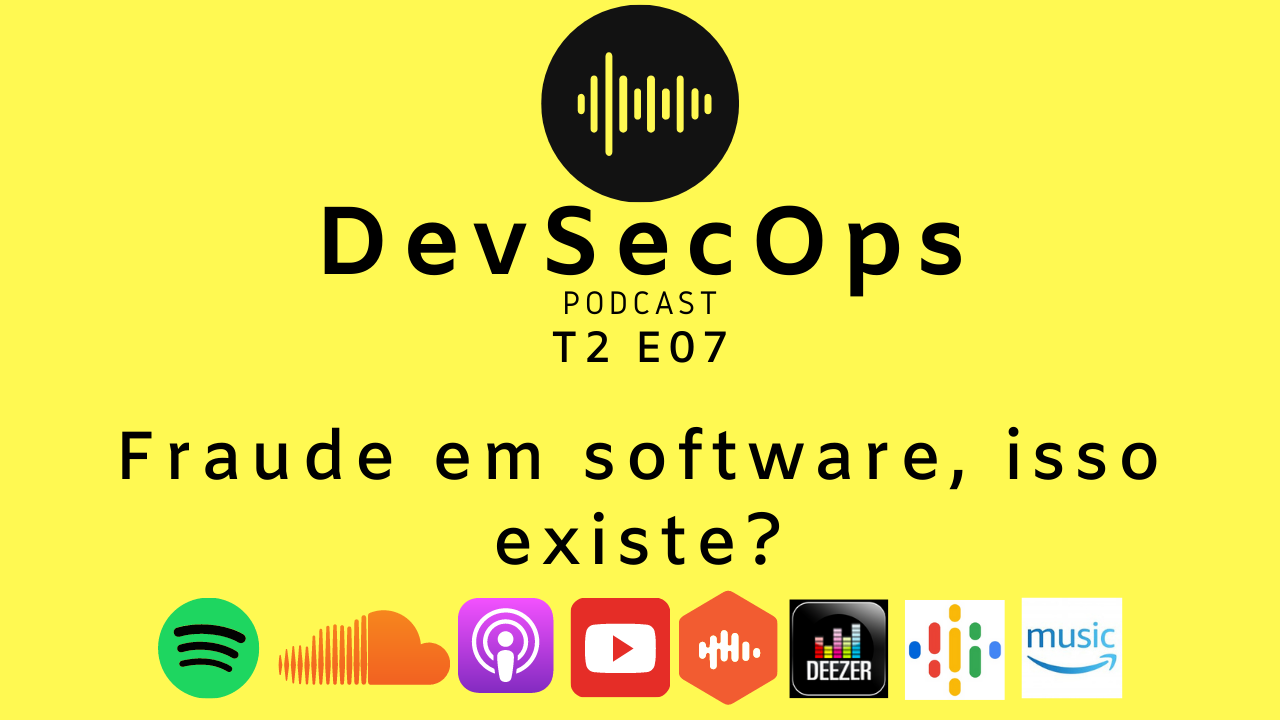 DevSecOps
PODCAST
T2 E07
Fraude em software, isso
existe?
DEEZER
music